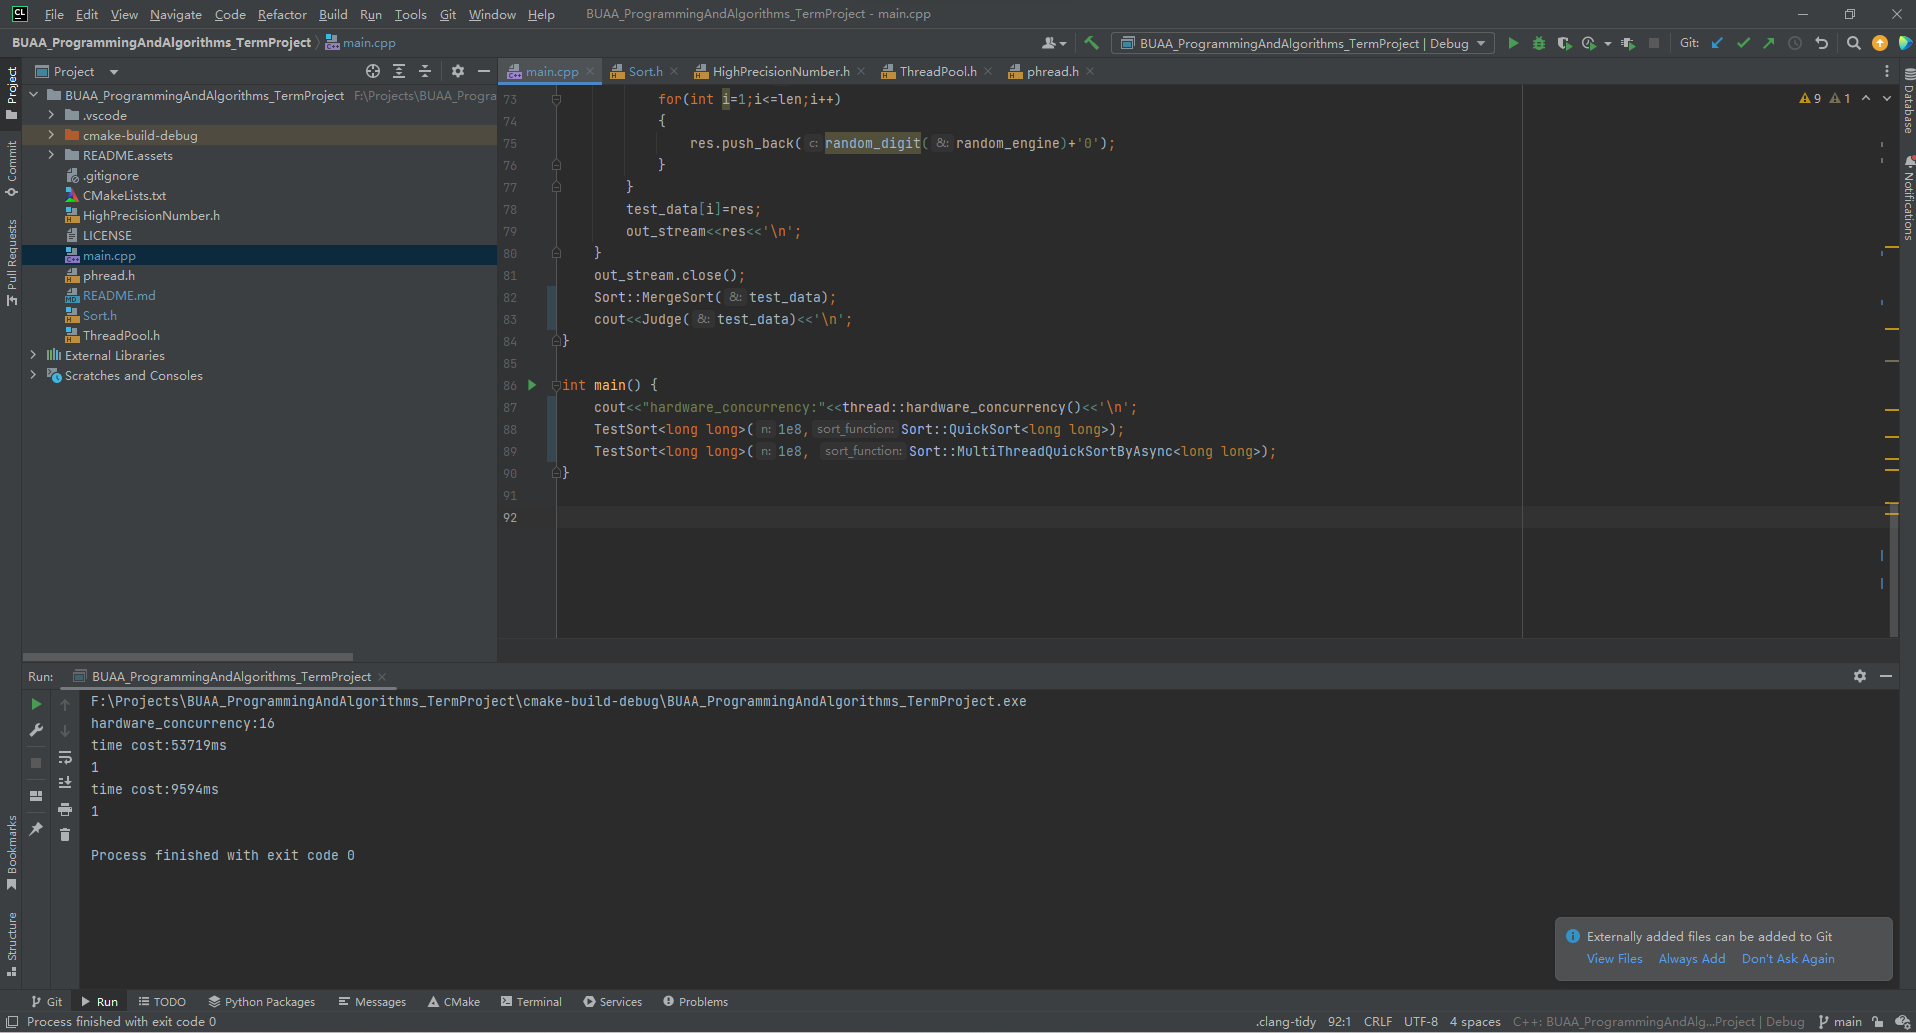 CL File Edit View Navigate Code Refactor Build Run Tools Git Window Help BUAA_ProgrammingAndAlgorithms_TermProject - main.cpp
BUAA_ProgrammingAndAlgorithms_TermProject main.cpp BUAA_ProgrammingAndAlgorithms_TermProject | Debug Git:
Project
Commit
Pull Requests
Bookmarks
Structure
Project
BUAA_ProgrammingAndAlgorithms_TermProject F:\Projects\BUAA_Progra
.vscode
cmake-build-debug
README.assets
.gitignore
CMakeLists.txt
HighPrecisionNumber.h
LICENSE
main.cpp
phread.h
README.md
Sort.h
ThreadPool.h
External Libraries
Scratches and Consoles
main.cpp Sort.h HighPrecisionNumber.h ThreadPool.h phread.h
9 1
73 for(int i=1;i<=len;i++)
74 {
75 res.push_back( c: random_digit( &: random_engine)+'0');
76 }
77 }
78 test_data[i]=res;
79 out_stream<<res<<'\n';
80 }
81 out_stream.close();
82 Sort::MergeSort( &: test_data);
83 cout<<Judge( &: test_data)<<'\n';
84 }
85
86 int main() {
87 cout<<"hardware_concurrency:"<<thread::hardware_concurrency()<<'\n';
88 TestSort<long long>( n: 1e8, sort_function: Sort::QuickSort<long long>);
89 TestSort<long long>( n: 1e8, sort_function: Sort::MultiThreadQuickSortByAsync<long long>);
90 }
91
92
Database
Notifications
Run: BUAA_ProgrammingAndAlgorithms_TermProject
F:\Projects\BUAA_ProgrammingAndAlgorithms_TermProject\cmake-build-debug\BUAA_ProgrammingAndAlgorithms_TermProject.exe
hardware_concurrency:16
time cost:53719ms
1
time cost:9594ms
1
Process finished with exit code 0
Externally added files can be added to Git
View Files Always Add Don't Ask Again
Git Run TODO Python Packages Messages CMake Terminal Services Problems
Process finished with exit code 0 .clang-tidy 92:1 CRLF UTF-8 4 spaces C++: BUAA_ProgrammingAndAlg...Project | Debug main